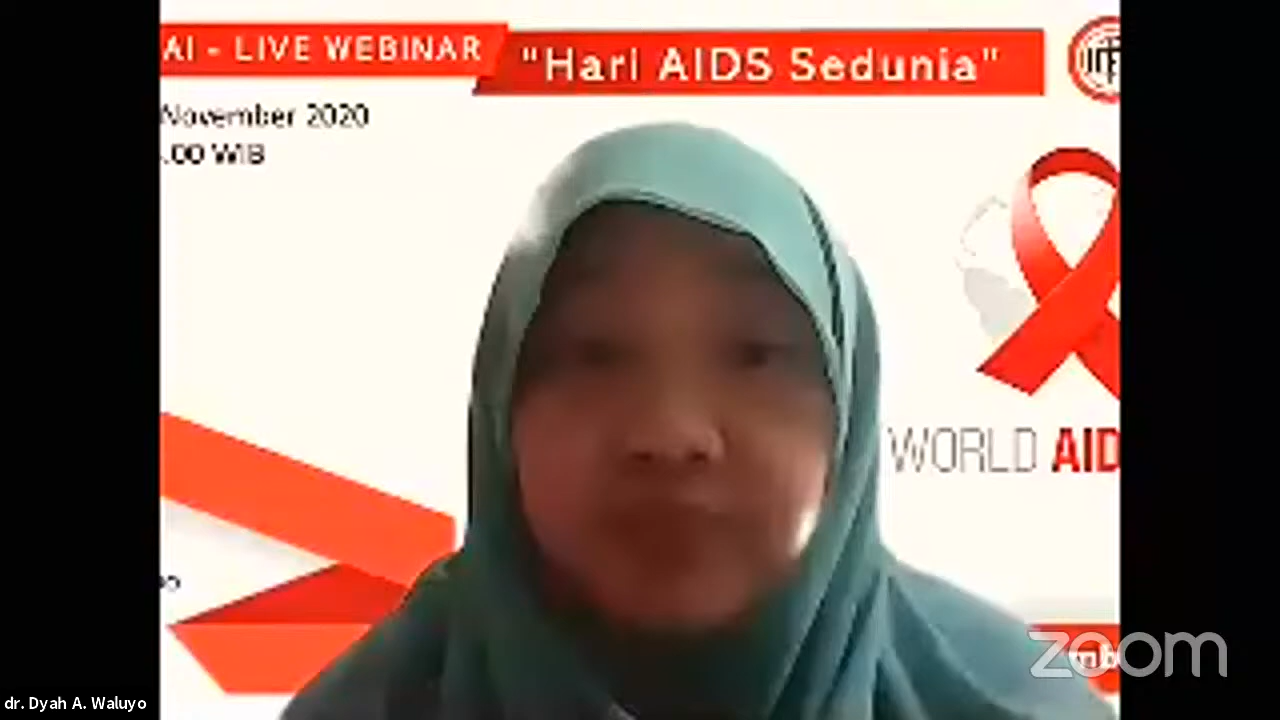 AI - LIVE WEBINAR
"Hari AIDS Sedunia"
November 2020
.00 WIB
WORLD AID
zoom
dr. Dyah A. Waluyo